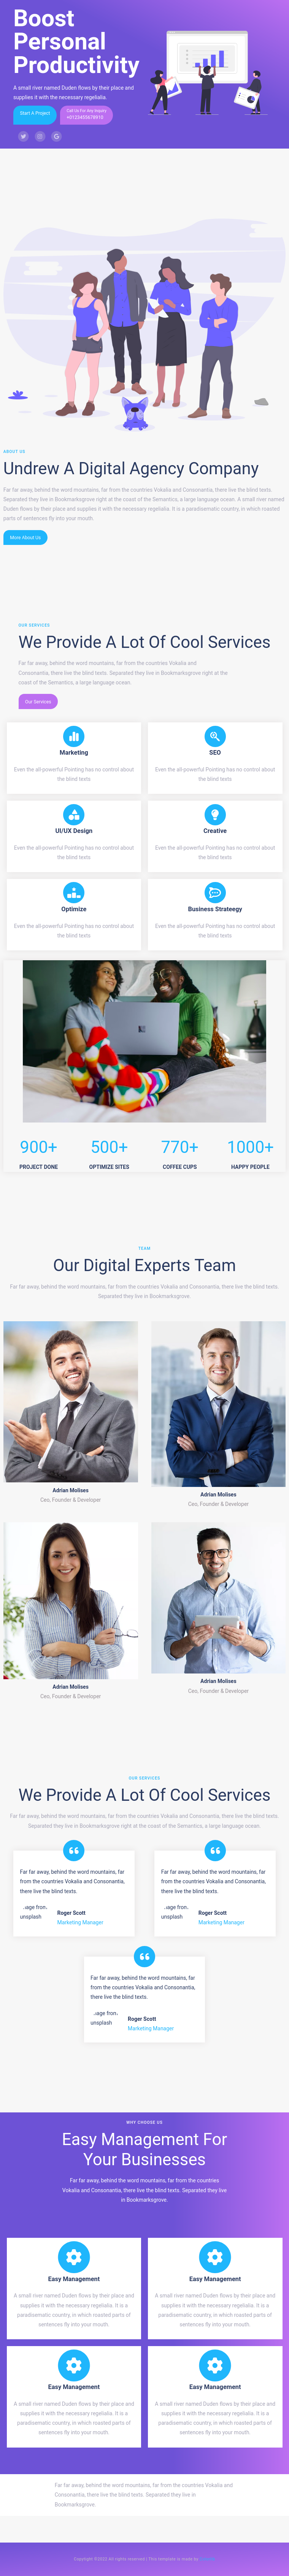 Boost
Personal
Productivity
A small river named Duden flows by their place and
supplies it with the necessary regelialia.
Start A Project
Call Us For Any Inquiry
+0123455678910
ABOUT US
Undrew A Digital Agency Company
Far far away, behind the word mountains, far from the countries Vokalia and Consonantia, there live the blind texts.
Separated they live in Bookmarksgrove right at the coast of the Semantics, a large language ocean. A small river named
Duden flows by their place and supplies it with the necessary regelialia. It is a paradisematic country, in which roasted
parts of sentences fly into your mouth.
More About Us
OUR SERVICES
We Provide A Lot Of Cool Services
Far far away, behind the word mountains, far from the countries Vokalia and
Consonantia, there live the blind texts. Separated they live in Bookmarksgrove right at the
coast of the Semantics, a large language ocean.
Our Services
Marketing
Even the all-powerful Pointing has no control about
the blind texts
SEO
Even the all-powerful Pointing has no control about
the blind texts
UI/UX Design
Even the all-powerful Pointing has no control about
the blind texts
Creative
Even the all-powerful Pointing has no control about
the blind texts
Optimize
Even the all-powerful Pointing has no control about
the blind texts
Business Strateegy
Even the all-powerful Pointing has no control about
the blind texts
900+
PROJECT DONE
500+
OPTIMIZE SITES
770+
COFFEE CUPS
1000+
HAPPY PEOPLE
TEAM
Our Digital Experts Team
Far far away, behind the word mountains, far from the countries Vokalia and Consonantia, there live the blind texts.
Separated they live in Bookmarksgrove.
Adrian Molises
Ceo, Founder & Developer
Adrian Molises
Ceo, Founder & Developer
Adrian Molises
Ceo, Founder & Developer
Adrian Molises
Ceo, Founder & Developer
OUR SERVICES
We Provide A Lot Of Cool Services
Far far away, behind the word mountains, far from the countries Vokalia and Consonantia, there live the blind texts.
Separated they live in Bookmarksgrove right at the coast of the Semantics, a large language ocean.
Far far away, behind the word mountains, far
from the countries Vokalia and Consonantia,
there live the blind texts.
unsplash
Roger Scott
Marketing Manager
Far far away, behind the word mountains, far
from the countries Vokalia and Consonantia,
there live the blind texts.
unsplash
Roger Scott
Marketing Manager
Far far away, behind the word mountains, far
from the countries Vokalia and Consonantia,
there live the blind texts.
unsplash
Roger Scott
Marketing Manager
WHY CHOOSE US
Easy Management For
Your Businesses
Far far away, behind the word mountains, far from the countries
Vokalia and Consonantia, there live the blind texts. Separated they live
in Bookmarksgrove.
Easy Management
A small river named Duden flows by their place and
supplies it with the necessary regelialia. It is a
paradisematic country, in which roasted parts of
sentences fly into your mouth.
Easy Management
A small river named Duden flows by their place and
supplies it with the necessary regelialia. It is a
paradisematic country, in which roasted parts of
sentences fly into your mouth.
Easy Management
A small river named Duden flows by their place and
supplies it with the necessary regelialia. It is a
paradisematic country, in which roasted parts of
sentences fly into your mouth.
Easy Management
A small river named Duden flows by their place and
supplies it with the necessary regelialia. It is a
paradisematic country, in which roasted parts of
sentences fly into your mouth.
Far far away, behind the word mountains, far from the countries Vokalia and
Consonantia, there live the blind texts. Separated they live in
Bookmarksgrove.
Copyright ©2020 All rights reserved | This template is made by